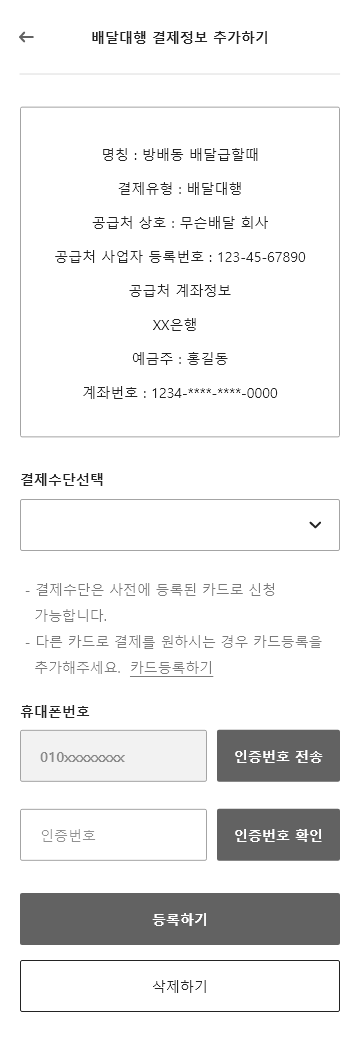 배달대행 결제정보 추가하기
명칭 : 방배동 배달급할때
결제유형 : 배달대행
공급처 상호 : 무슨배달 회사
공급처 사업자 등록번호 : 123-45-67890
공급처 계좌정보
XX은행
예금주 : 홍길동
계좌번호 : 1234-****-****-0000
결제수단선택
- 결제수단은 사전에 등록된 카드로 신청
가능합니다.
- 다른 카드로 결제를 원하시는 경우 카드등록을
추가해주세요. 카드등록하기
휴대폰번호
010xxxxxxxx 인증번호 전송
인증번호 인증번호 확인
등록하기
삭제하기